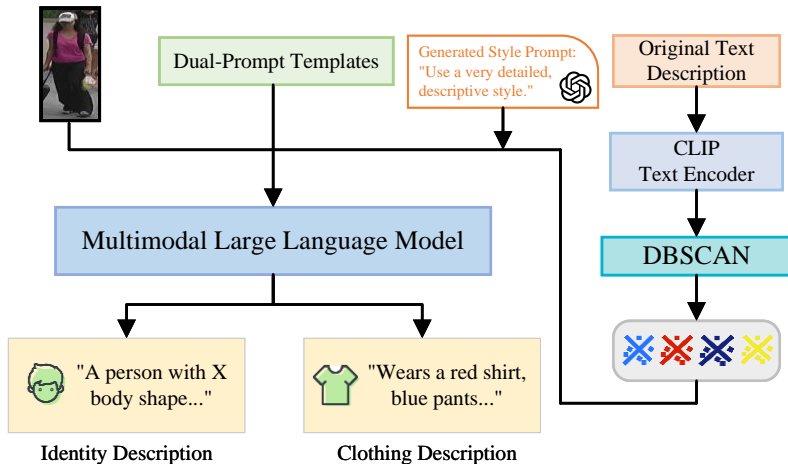 Dual-Prompt Templates
Generated Style Prompt:
"Use a very detailed,
descriptive style."
Original Text
Description
CLIP
Text Encoder
Multimodal Large Language Model
DBSCAN
"A person with X
body shape..."
"Wears a red shirt,
blue pants..."
Identity Description
Clothing Description